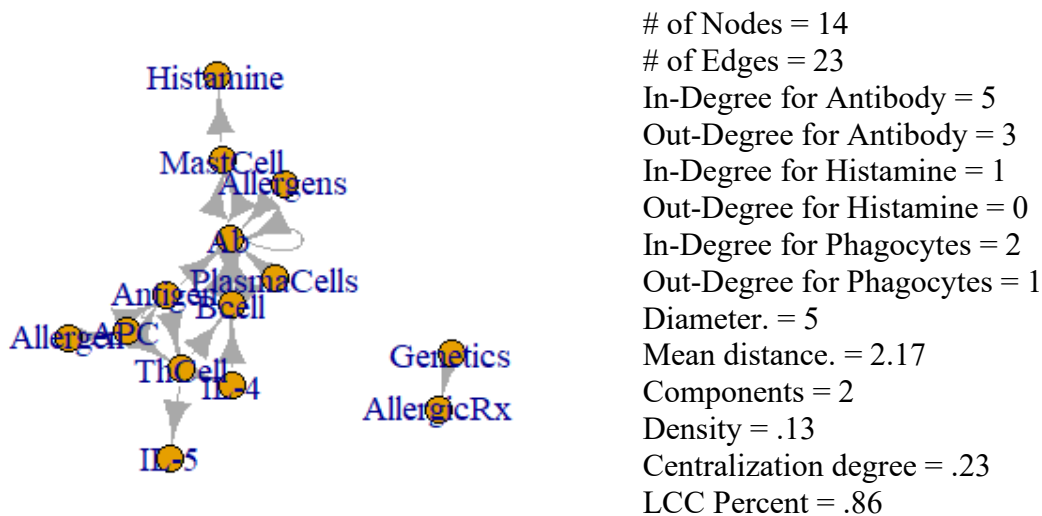 Histamine
MastCell
Allergens
Ab
PlasmaCells
Antigen
Bcell
Allergen
APC
ThCell
IL-4
IL-5
Genetics
AllergicRx
# of Nodes = 14
# of Edges = 23
In-Degree for Antibody = 5
Out-Degree for Antibody = 3
In-Degree for Histamine = 1
Out-Degree for Histamine = 0
In-Degree for Phagocytes = 2
Out-Degree for Phagocytes = 1
Diameter. = 5
Mean distance. = 2.17
Components = 2
Density = .13
Centralization degree = .23
LCC Percent = .86